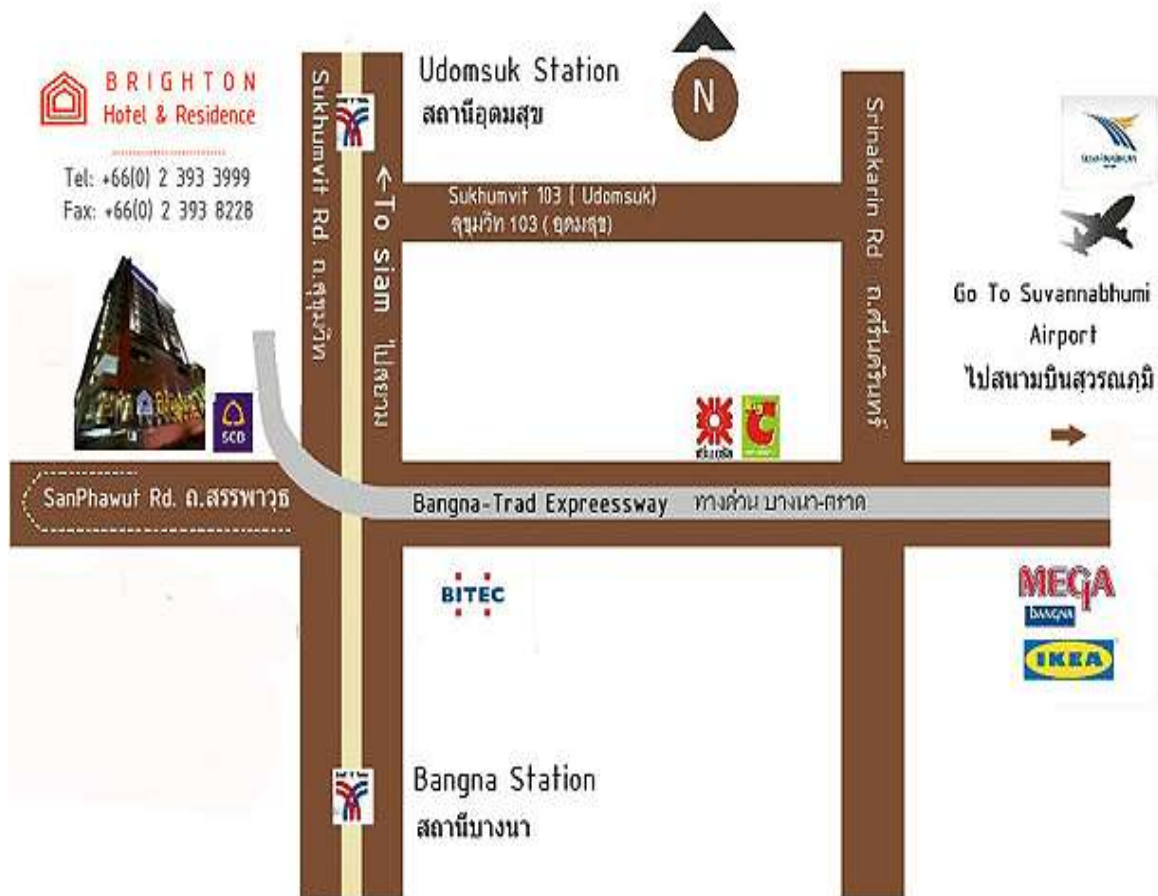 BRIGHTON
Hotel & Residence
Tel: +66(0) 2 393 3999
Fax: +66(0) 2 393 8228
Udomsuk Station
สถานีอุดมสุข
N
Sukhumvit Rd. ถ.สุขุมวิท
←To siam ไปสยาม
Sukhumvit 103 ( Udomsuk)
สุขุมวิท 103 ( อุดมสุข)
Srinakarin Rd ถ.ศรีนครินทร์
Go To Suvannabhumi
Airport
ไปสนามบินสุวรณภูมิ
SCB
SanPhawut Rd. ถ.สรรพาวุธ
Bangna-Trad Expreessway ทางด่วน บางนา-ตราด
BITEC
MEGA
BANGNA
IKEA
Bangna Station
สถานีบางนา